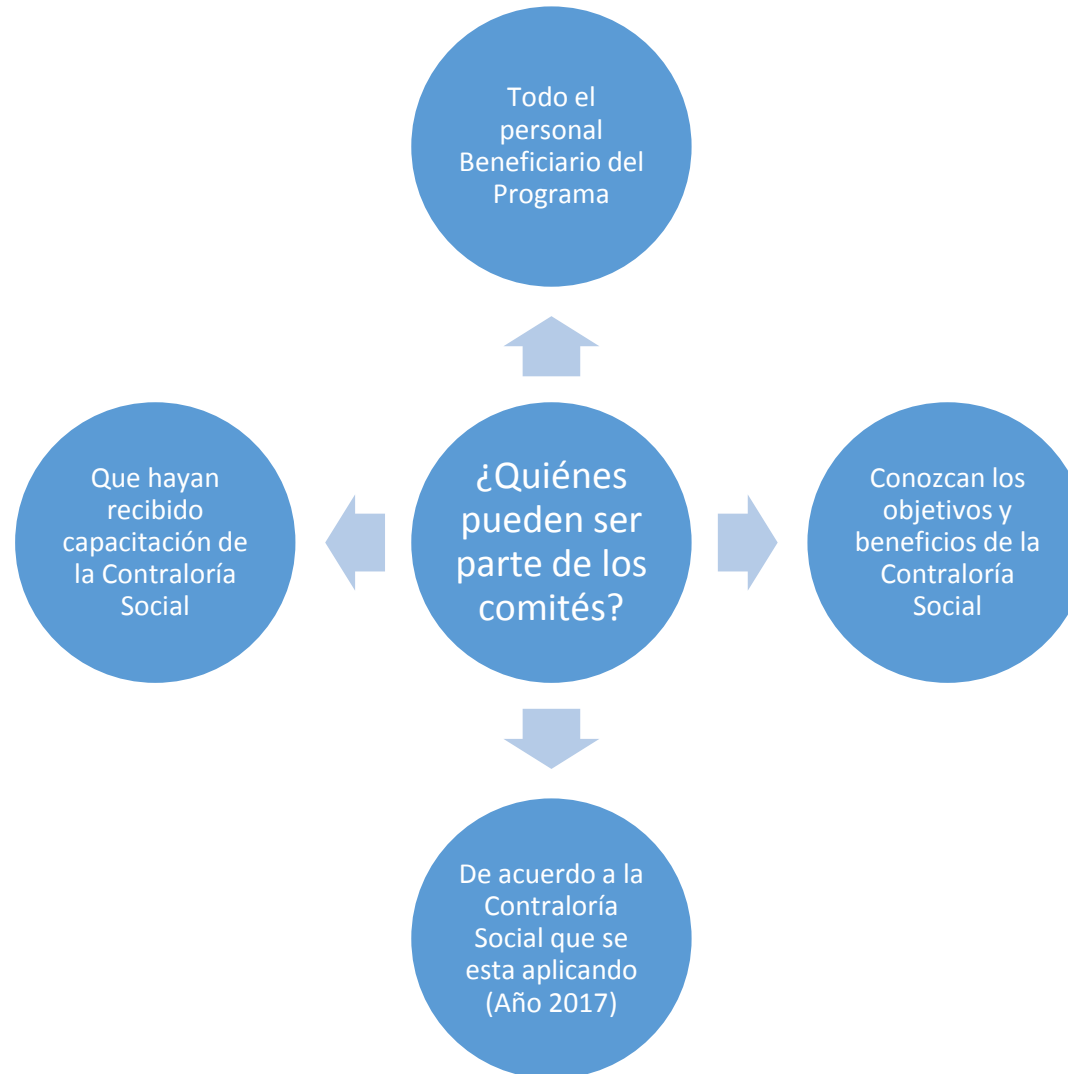 Todo el
personal
Beneficiario del
Programa
Que hayan
recibido
capacitación de
la Contraloría
Social
¿Quiénes
pueden ser
parte de los
comités?
Conozcan los
objetivos y
beneficios de la
Contraloría
Social
De acuerdo a la
Contraloría
Social que se
esta aplicando
(Año 2017)